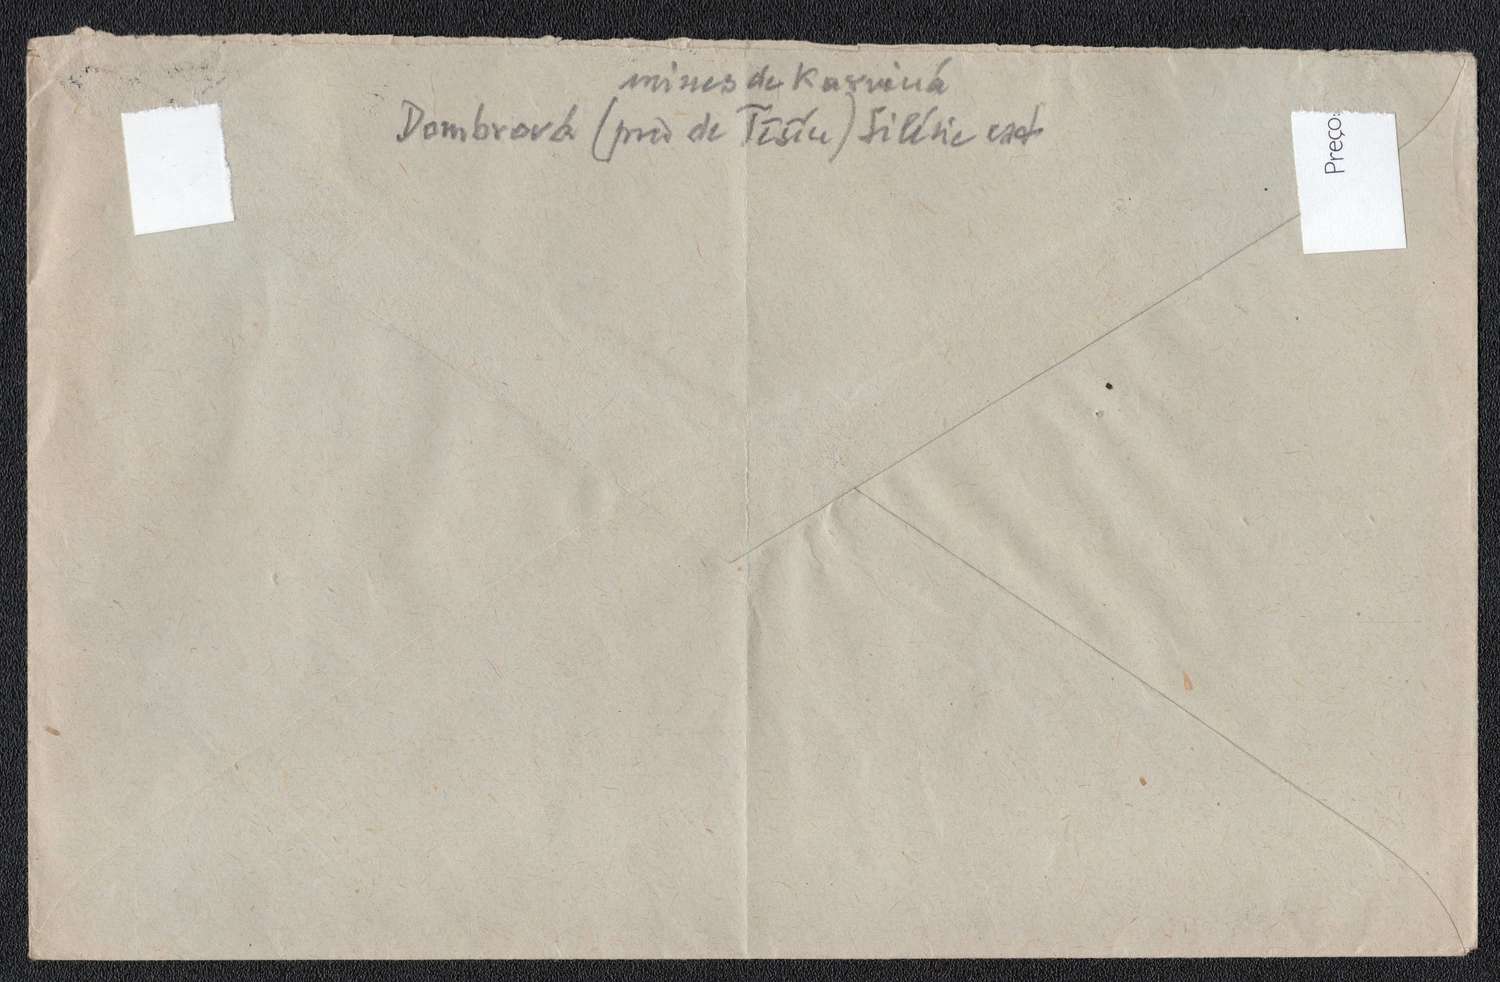 mines de Karviná
Dombrová (près de Těšín) Silésie est
Preço: